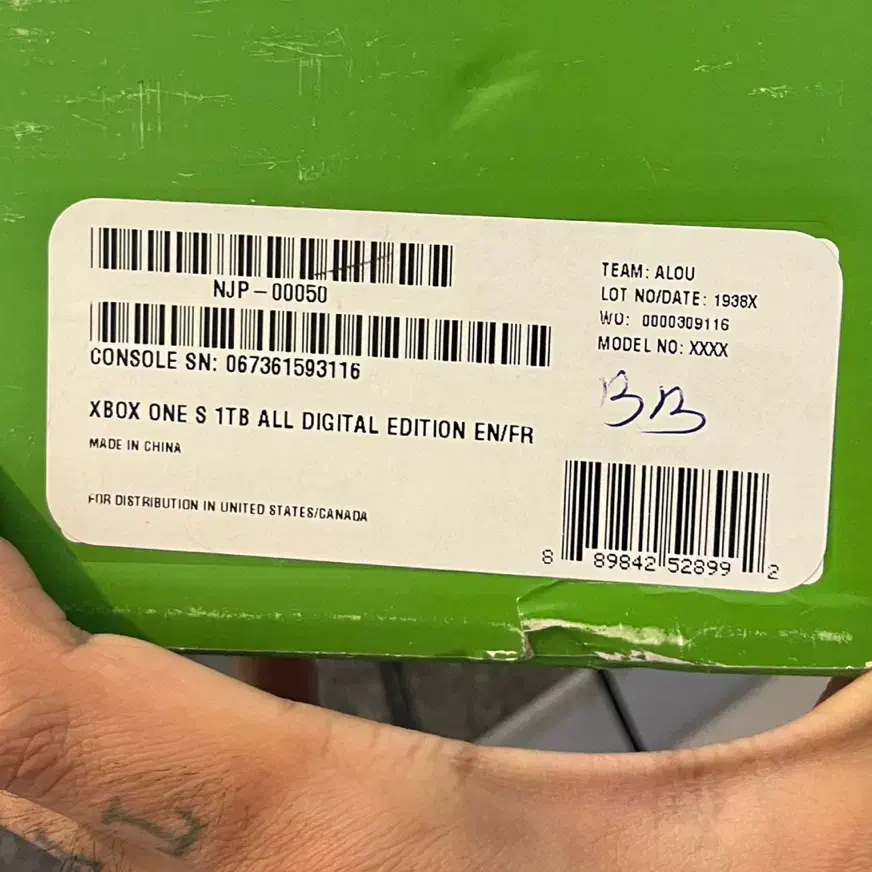 NJP-00050
CONSOLE SN: 067361593116
XBOX ONE S 1TB ALL DIGITAL EDITION EN/FR
MADE IN CHINA
FOR DISTRIBUTION IN UNITED STATES/CANADA
TEAM: ALOU
LOT NO/DATE: 1938X
WO: 0000309116
MODEL NO: XXXX
BB
8 89842 52899 2